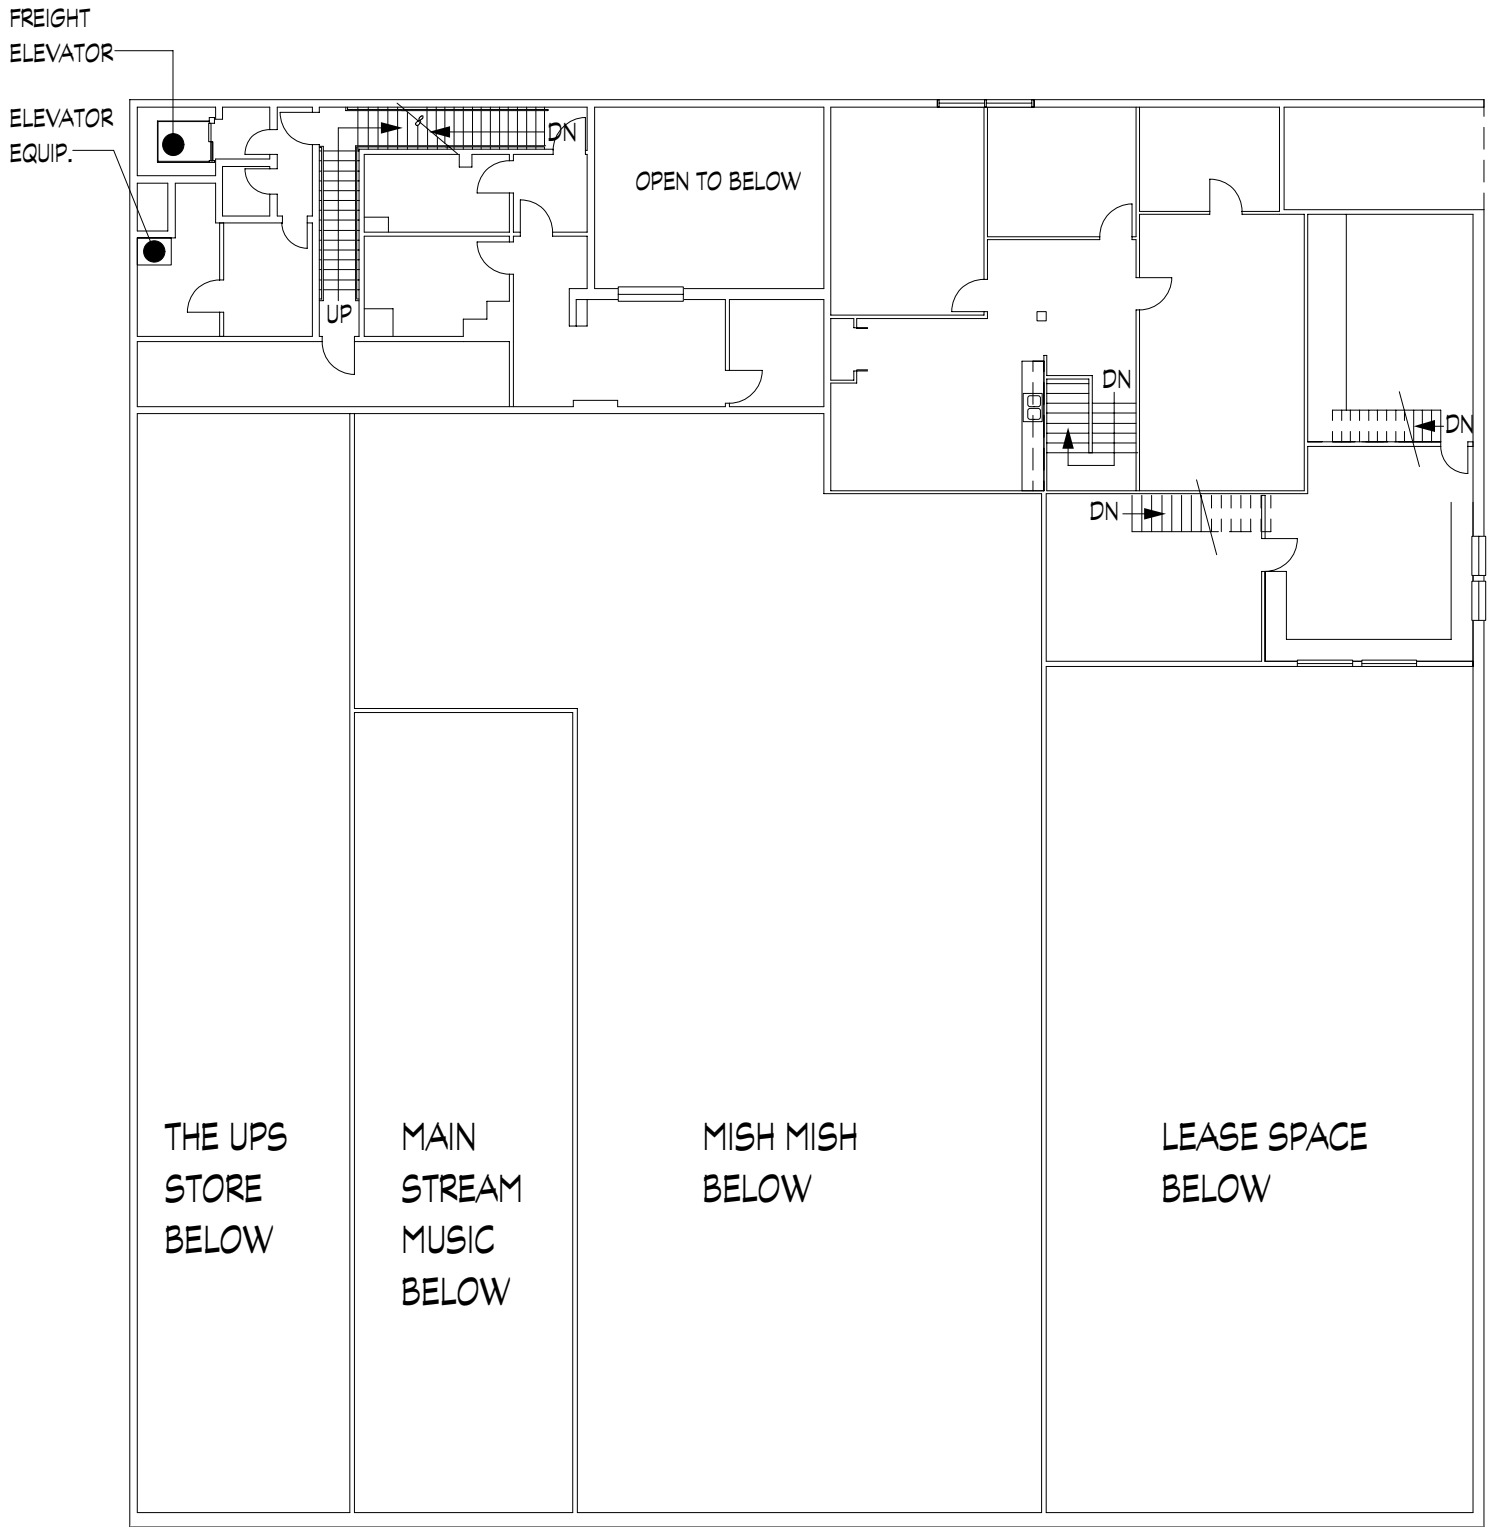 FREIGHT
ELEVATOR
ELEVATOR
EQUIP.
DN
OPEN TO BELOW
UP
DN
DN
DN
THE UPS
STORE
BELOW
MAIN
STREAM
MUSIC
BELOW
MISH MISH
BELOW
LEASE SPACE
BELOW